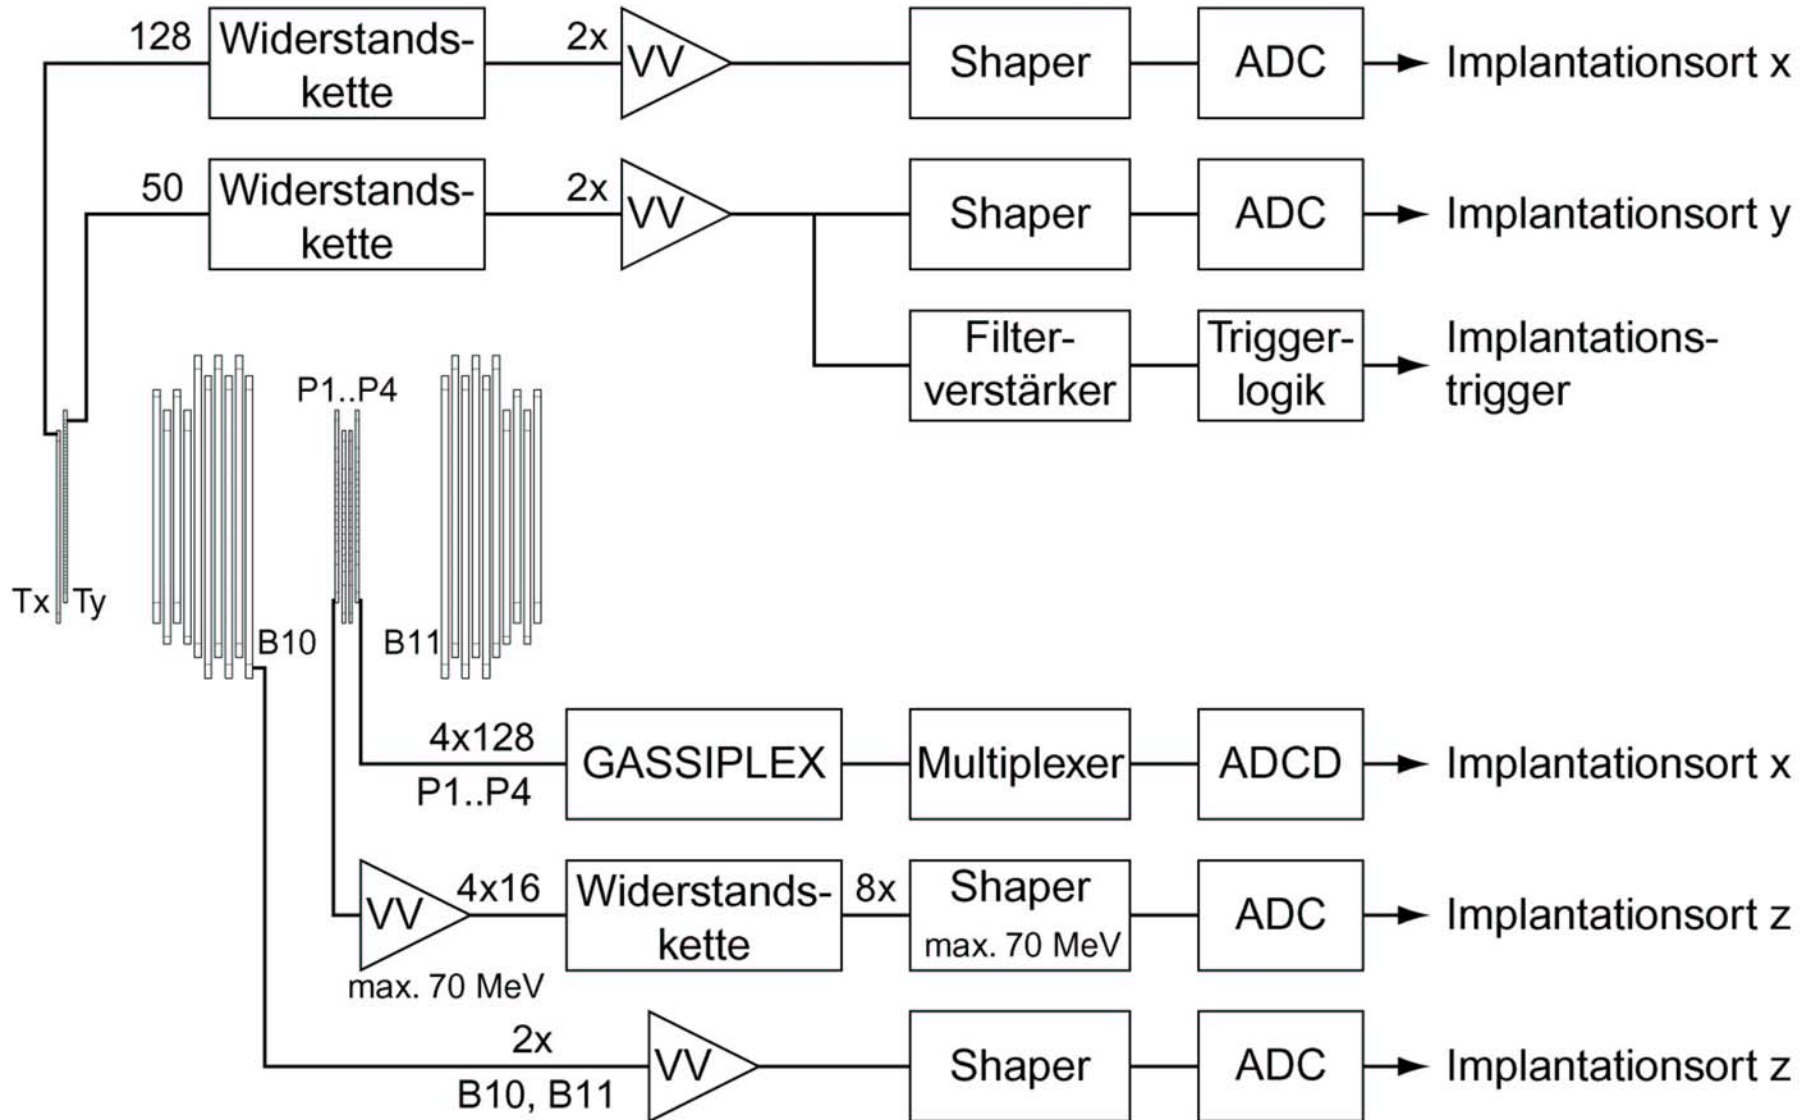 128
Widerstands-
kette
2x
VV
Shaper
ADC
Implantationsort x
50
Widerstands-
kette
2x
VV
Shaper
ADC
Implantationsort y
Filter-
verstärker
Trigger-
logik
Implantations-
trigger
P1..P4
Tx
Ty
B10
B11
4x128
P1..P4
GASSIPLEX
Multiplexer
ADCD
Implantationsort x
VV
max. 70 MeV
4x16
Widerstands-
kette
8x
Shaper
max. 70 MeV
ADC
Implantationsort z
2x
B10, B11
VV
Shaper
ADC
Implantationsort z